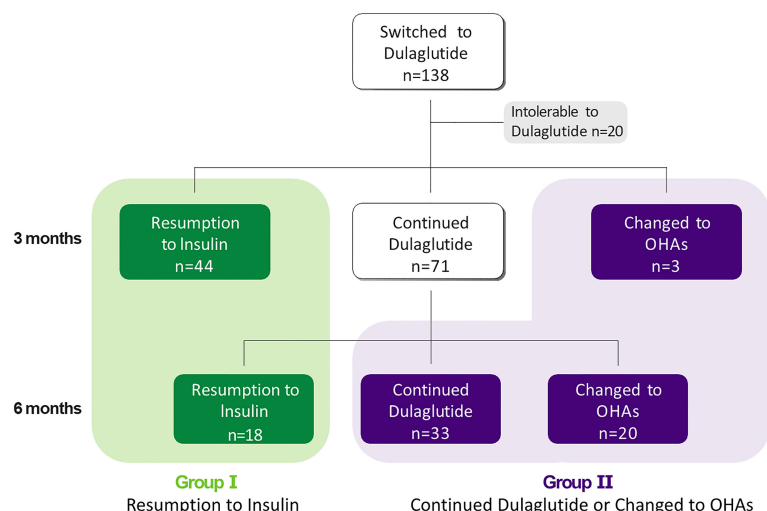 Switched to
Dulaglutide
n=138
Intolerable to
Dulaglutide n=20
3 months
Resumption
to Insulin
n=44
Continued
Dulaglutide
n=71
Changed to
OHAs
n=3
6 months
Resumption to
Insulin
n=18
Continued
Dulaglutide
n=33
Changed to
OHAs
n=20
Group I
Resumption to Insulin
Group II
Continued Dulaglutide or Changed to OHAs